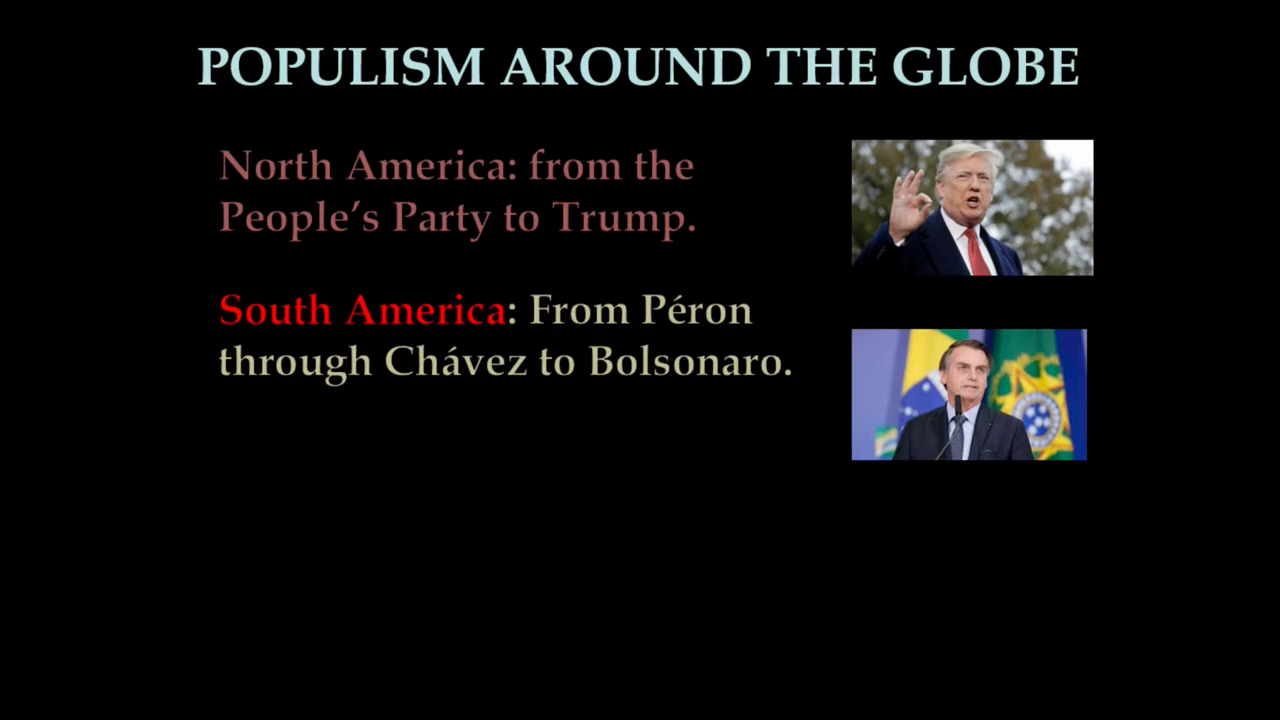 POPULISM AROUND THE GLOBE
North America: from the
People’s Party to Trump.
South America: From Péron
through Chávez to Bolsonaro.